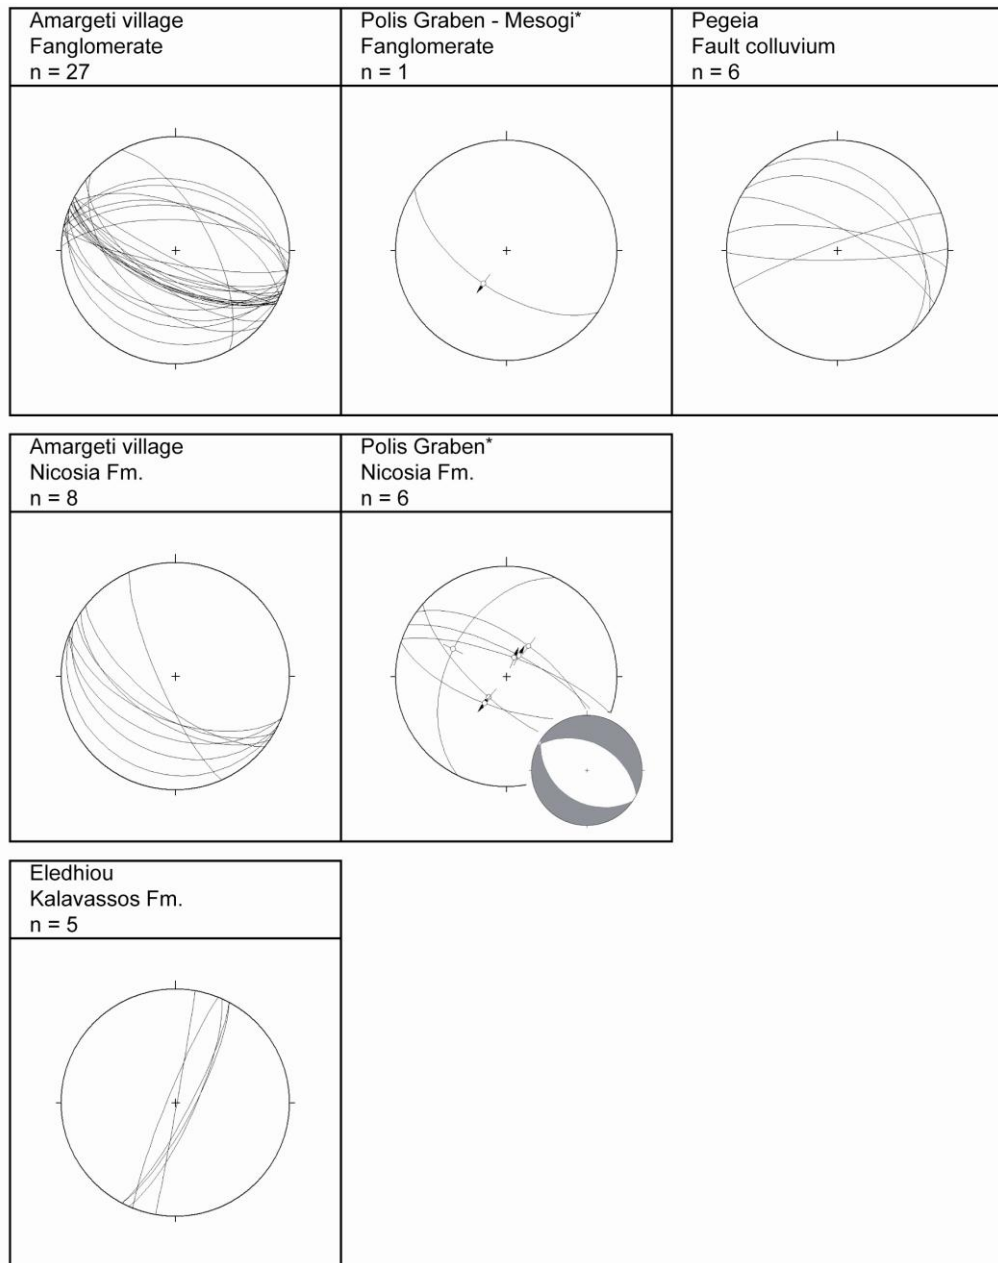 Amargeti village
Fanglomerate
n = 27
Polis Graben - Mesogi*
Fanglomerate
n = 1
Pegeia
Fault colluvium
n = 6
Amargeti village
Nicosia Fm.
n = 8
Polis Graben*
Nicosia Fm.
n = 6
Eledhiou
Kalavassos Fm.
n = 5